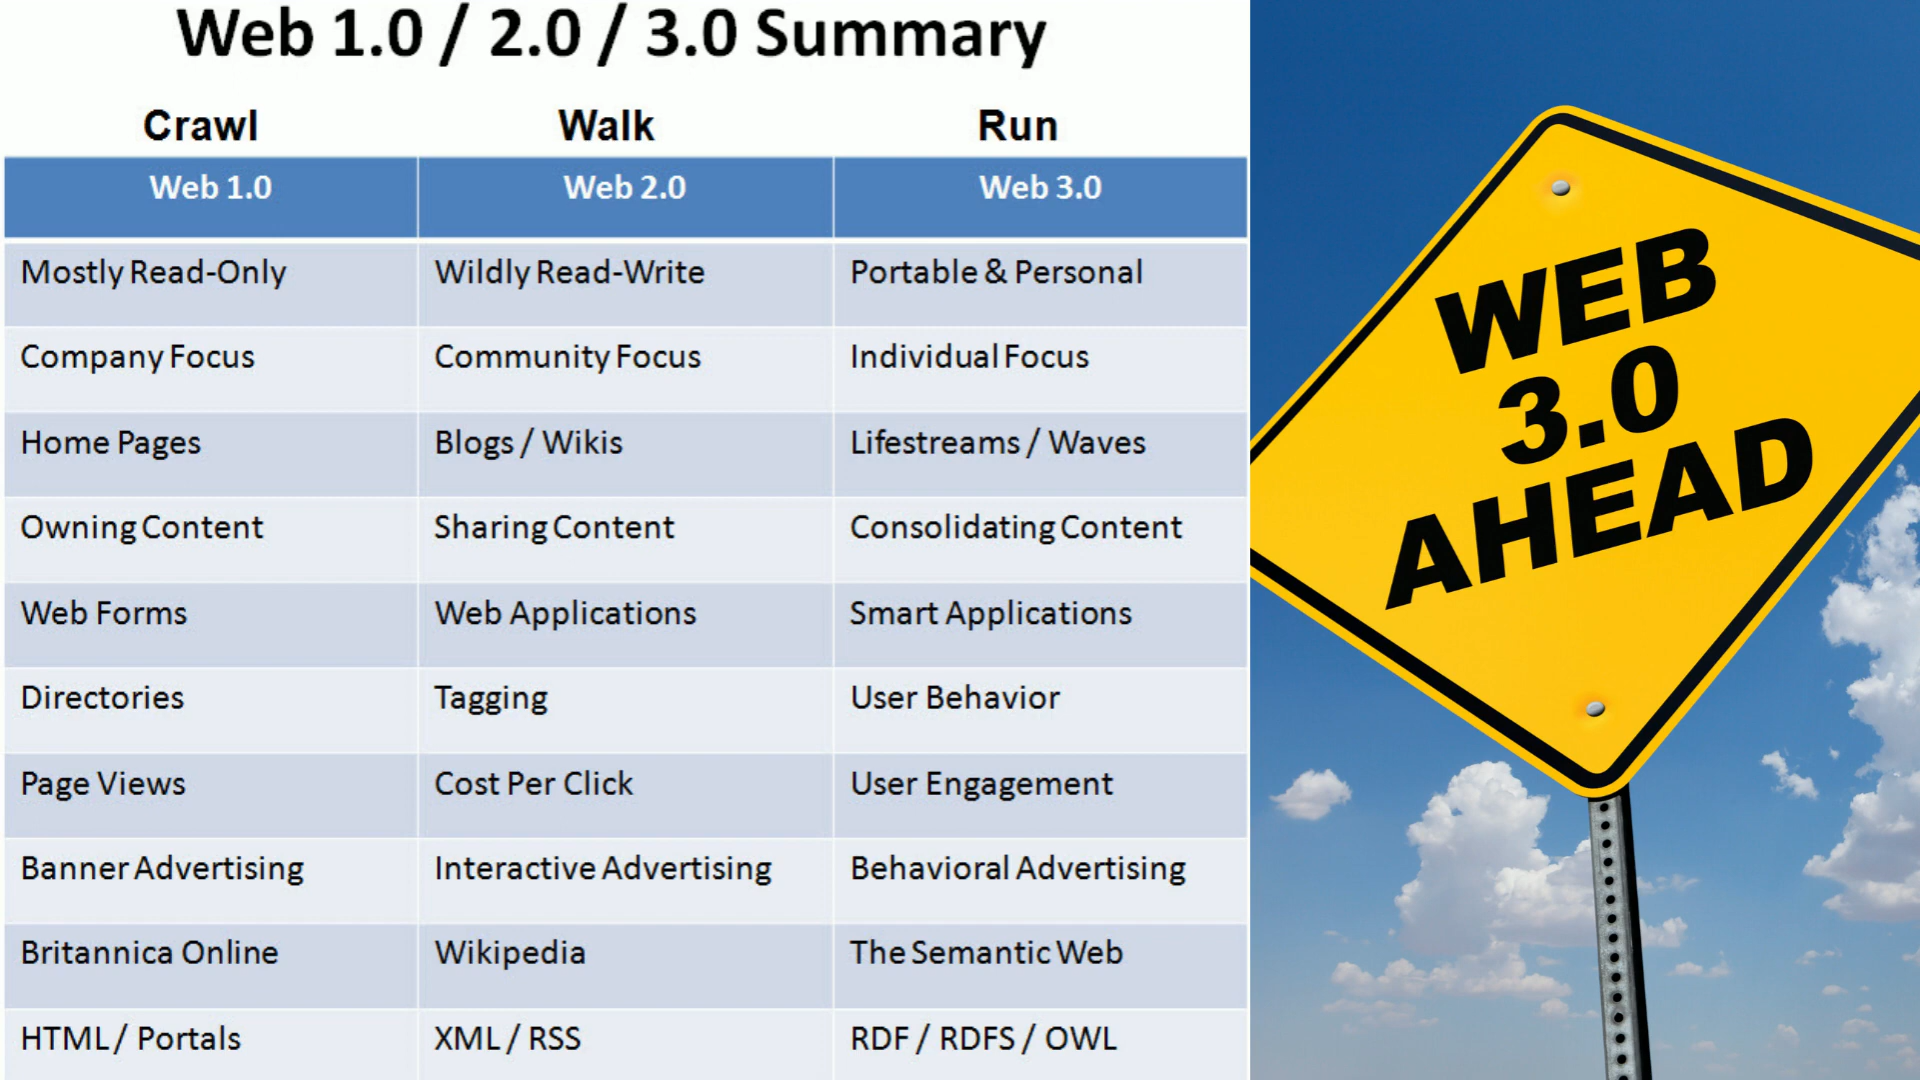 Web 1.0 / 2.0 / 3.0 Summary
Crawl Walk Run
Web 1.0 Web 2.0 Web 3.0
Mostly Read-Only Wildly Read-Write Portable & Personal
Company Focus Community Focus Individual Focus
Home Pages Blogs / Wikis Lifestreams / Waves
Owning Content Sharing Content Consolidating Content
Web Forms Web Applications Smart Applications
Directories Tagging User Behavior
Page Views Cost Per Click User Engagement
Banner Advertising Interactive Advertising Behavioral Advertising
Britannica Online Wikipedia The Semantic Web
HTML / Portals XML / RSS RDF / RDFS / OWL
WEB
3.0
AHEAD